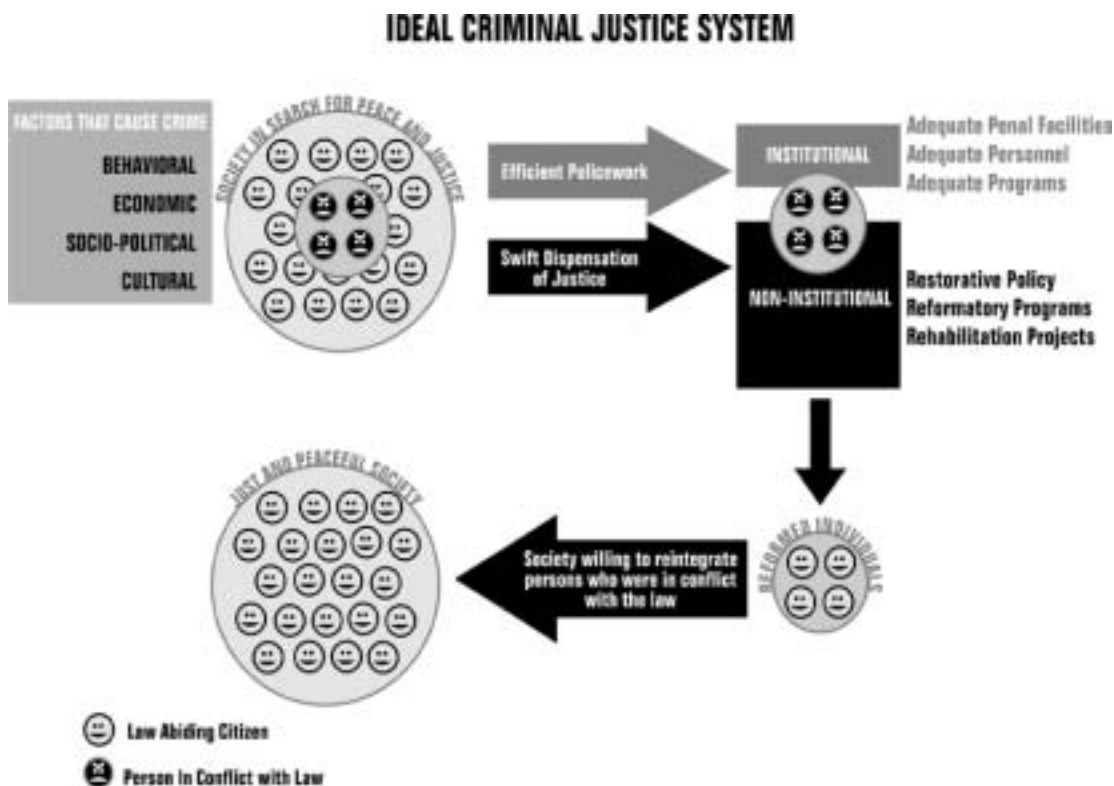 IDEAL CRIMINAL JUSTICE SYSTEM
FACTORS THAT CAUSE CRIME
BEHAVIORAL
ECONOMIC
SOCIO-POLITICAL
CULTURAL
SOCIETY IN SEARCH FOR PEACE AND JUSTICE
Efficient Policework
Swift Dispensation
of Justice
INSTITUTIONAL
NON-INSTITUTIONAL
Adequate Penal Facilities
Adequate Personnel
Adequate Programs
Restorative Policy
Reformatory Programs
Rehabilitation Projects
REFORMED INDIVIDUALS
Society willing to reintegrate
persons who were in conflict
with the law
JUST AND PEACEFUL SOCIETY
Law Abiding Citizen
Person In Conflict with Law